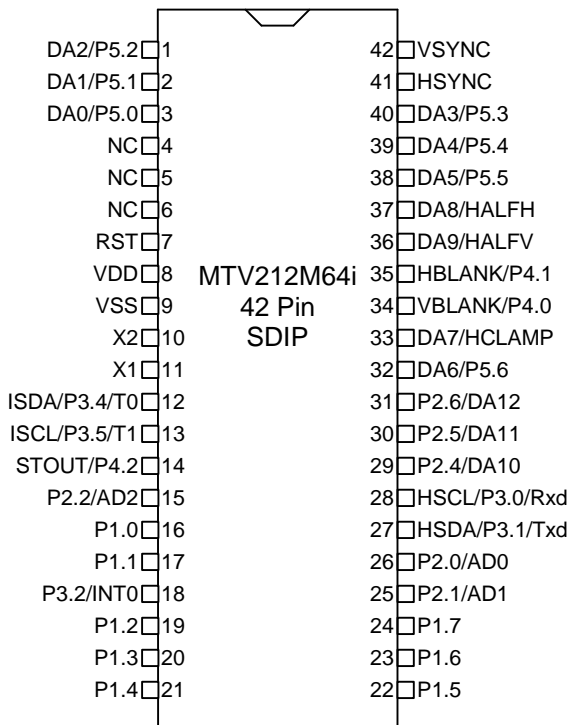 DA2/P5.2 1
DA1/P5.1 2
DA0/P5.0 3
NC 4
NC 5
NC 6
RST 7
VDD 8
VSS 9
X2 10
X1 11
ISDA/P3.4/T0 12
ISCL/P3.5/T1 13
STOUT/P4.2 14
P2.2/AD2 15
P1.0 16
P1.1 17
P3.2/INT0 18
P1.2 19
P1.3 20
P1.4 21
MTV212M64i
42 Pin
SDIP
42 VSYNC
41 HSYNC
40 DA3/P5.3
39 DA4/P5.4
38 DA5/P5.5
37 DA8/HALFH
36 DA9/HALFV
35 HBLANK/P4.1
34 VBLANK/P4.0
33 DA7/HCLAMP
32 DA6/P5.6
31 P2.6/DA12
30 P2.5/DA11
29 P2.4/DA10
28 HSCL/P3.0/Rxd
27 HSDA/P3.1/Txd
26 P2.0/AD0
25 P2.1/AD1
24 P1.7
23 P1.6
22 P1.5